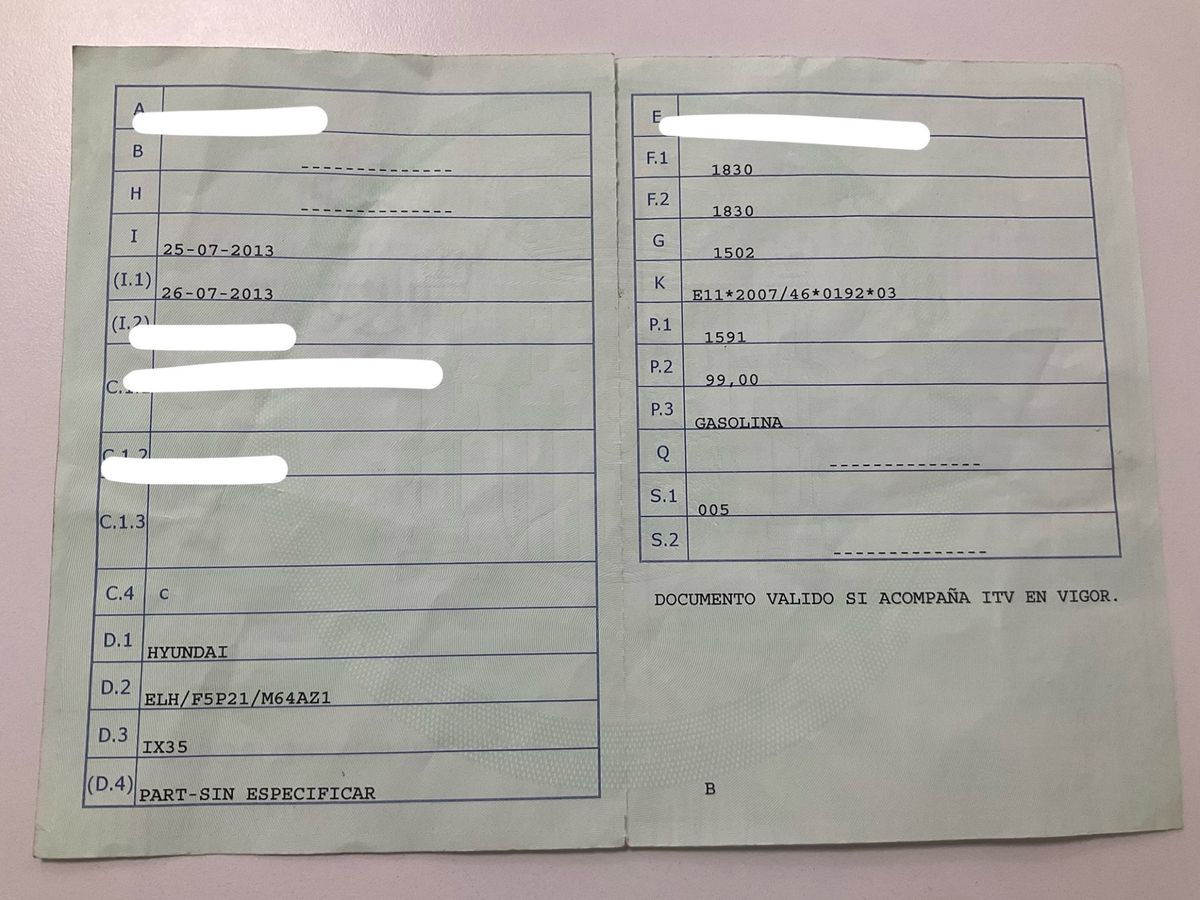 A
B --------------
H --------------
I 25-07-2013
(I.1) 26-07-2013
(I.2)
C.1.2
C.1.3
C.4 C
D.1 HYUNDAI
D.2 ELH/F5P21/M64AZ1
D.3 IX35
(D.4) PART-SIN ESPECIFICAR
E
F.1 1830
F.2 1830
G 1502
K E11*2007/46*0192*03
P.1 1591
P.2 99,00
P.3 GASOLINA
Q --------------
S.1 005
S.2 --------------
DOCUMENTO VALIDO SI ACOMPAÑA ITV EN VIGOR.
B